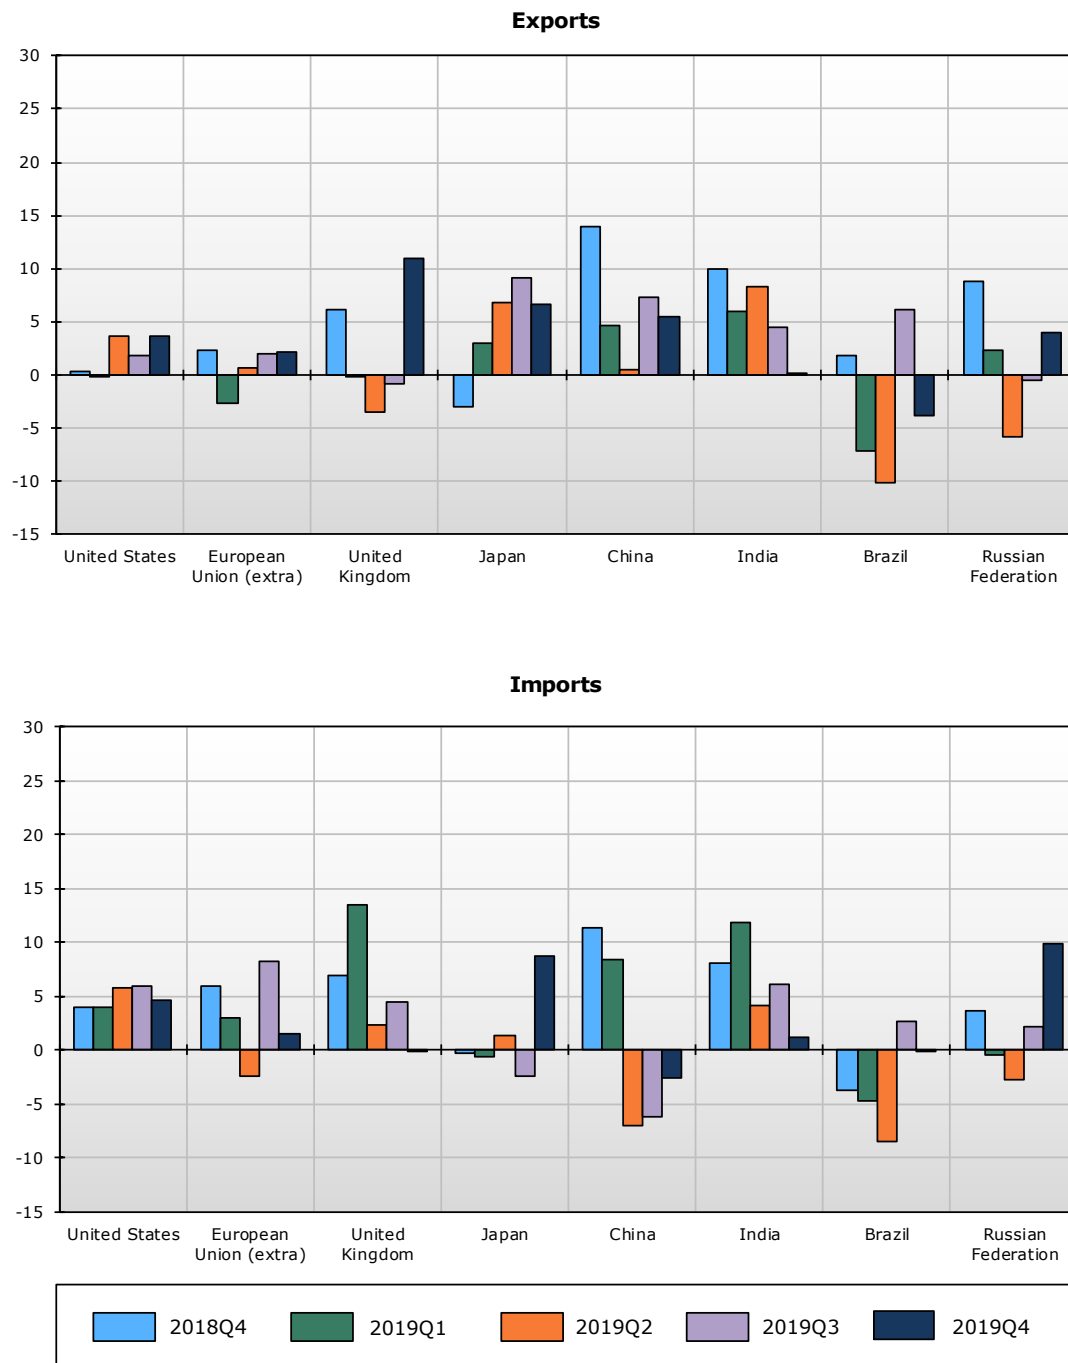 Exports
30
25
20
15
10
5
0
-5
-10
-15
United States
European
Union (extra)
United
Kingdom
Japan
China
India
Brazil
Russian
Federation
Imports
30
25
20
15
10
5
0
-5
-10
-15
United States
European
Union (extra)
United
Kingdom
Japan
China
India
Brazil
Russian
Federation
2018Q4
2019Q1
2019Q2
2019Q3
2019Q4